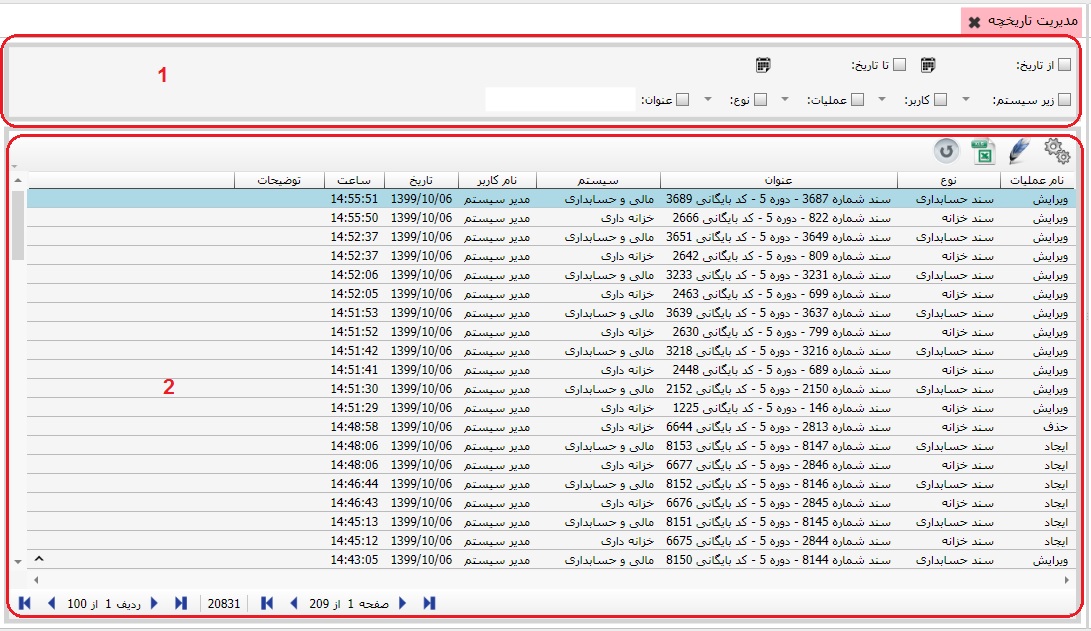 مدیریت تاریخچه
از تاریخ: تا تاریخ:
1
زیر سیستم: کاربر: عملیات: نوع: عنوان:
نام عملیات نوع عنوان سیستم نام کاربر تاریخ ساعت توضیحات
ویرایش سند حسابداری سند شماره 3687 - دوره 5 - کد بایگانی 3689 مالی و حسابداری مدیر سیستم 1399/10/06 14:55:51
ویرایش سند خزانه سند شماره 822 - دوره 5 - کد بایگانی 2666 خزانه داری مدیر سیستم 1399/10/06 14:55:50
ویرایش سند حسابداری سند شماره 3649 - دوره 5 - کد بایگانی 3651 مالی و حسابداری مدیر سیستم 1399/10/06 14:52:37
ویرایش سند خزانه سند شماره 809 - دوره 5 - کد بایگانی 2642 خزانه داری مدیر سیستم 1399/10/06 14:52:37
ویرایش سند حسابداری سند شماره 3231 - دوره 5 - کد بایگانی 3233 مالی و حسابداری مدیر سیستم 1399/10/06 14:52:06
ویرایش سند خزانه سند شماره 699 - دوره 5 - کد بایگانی 2463 خزانه داری مدیر سیستم 1399/10/06 14:52:05
ویرایش سند حسابداری سند شماره 3637 - دوره 5 - کد بایگانی 3639 مالی و حسابداری مدیر سیستم 1399/10/06 14:51:53
ویرایش سند خزانه سند شماره 799 - دوره 5 - کد بایگانی 2630 خزانه داری مدیر سیستم 1399/10/06 14:51:52
ویرایش سند حسابداری سند شماره 3216 - دوره 5 - کد بایگانی 3218 مالی و حسابداری مدیر سیستم 1399/10/06 14:51:42
ویرایش سند خزانه سند شماره 689 - دوره 5 - کد بایگانی 2448 خزانه داری مدیر سیستم 1399/10/06 14:51:41
ویرایش سند حسابداری سند شماره 2150 - دوره 5 - کد بایگانی 2152 مالی و حسابداری مدیر سیستم 1399/10/06 14:51:30
2
ویرایش سند خزانه سند شماره 146 - دوره 5 - کد بایگانی 1225 خزانه داری مدیر سیستم 1399/10/06 14:51:29
حذف سند خزانه سند شماره 2813 - دوره 5 - کد بایگانی 6644 خزانه داری مدیر سیستم 1399/10/06 14:48:58
ایجاد سند حسابداری سند شماره 8147 - دوره 5 - کد بایگانی 8153 مالی و حسابداری مدیر سیستم 1399/10/06 14:48:06
ایجاد سند خزانه سند شماره 2846 - دوره 5 - کد بایگانی 6677 خزانه داری مدیر سیستم 1399/10/06 14:48:06
ایجاد سند حسابداری سند شماره 8146 - دوره 5 - کد بایگانی 8152 مالی و حسابداری مدیر سیستم 1399/10/06 14:46:44
ایجاد سند خزانه سند شماره 2845 - دوره 5 - کد بایگانی 6676 خزانه داری مدیر سیستم 1399/10/06 14:46:43
ایجاد سند حسابداری سند شماره 8145 - دوره 5 - کد بایگانی 8151 مالی و حسابداری مدیر سیستم 1399/10/06 14:45:13
ایجاد سند خزانه سند شماره 2844 - دوره 5 - کد بایگانی 6675 خزانه داری مدیر سیستم 1399/10/06 14:45:12
ویرایش سند حسابداری سند شماره 8144 - دوره 5 - کد بایگانی 8150 مالی و حسابداری مدیر سیستم 1399/10/06 14:43:05
صفحه 1 از 209 20831 ردیف 1 از 100